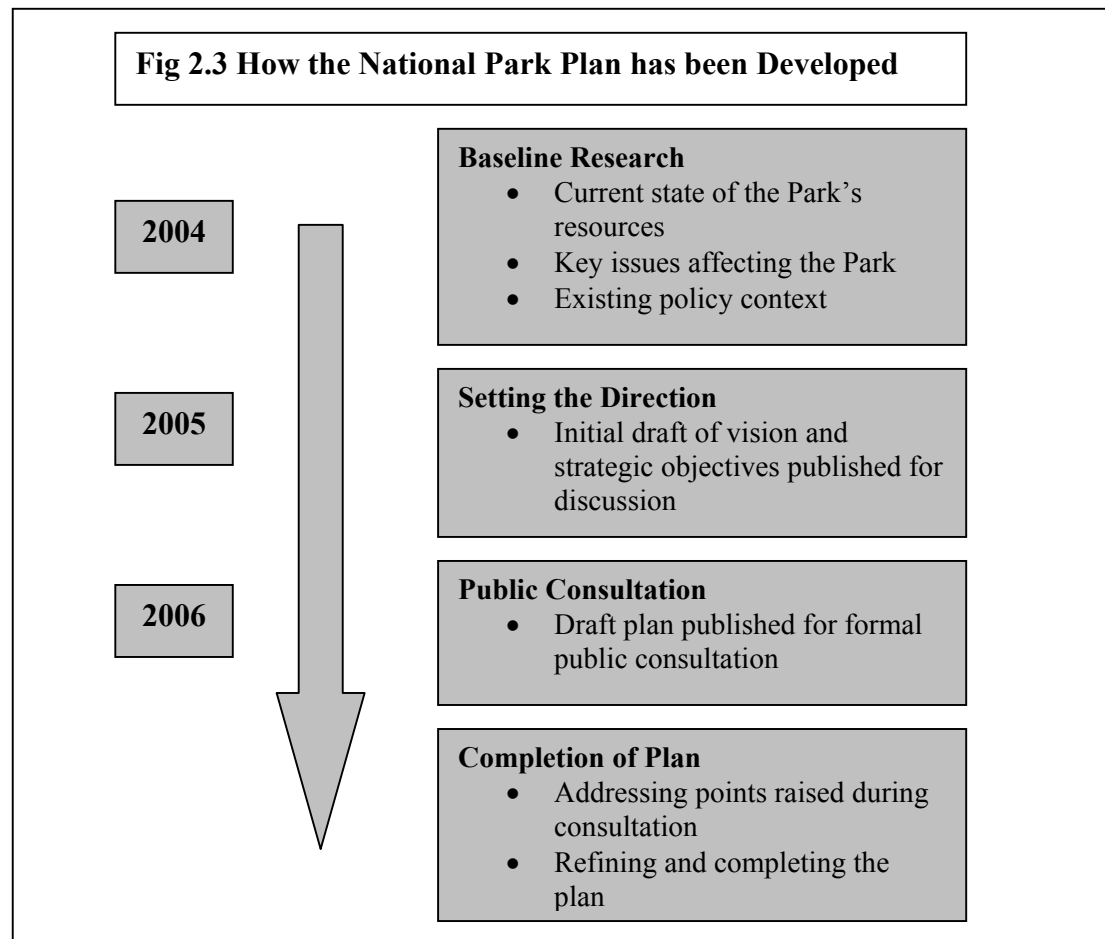 Fig 2.3 How the National Park Plan has been Developed
2004
Baseline Research
• Current state of the Park’s
resources
• Key issues affecting the Park
• Existing policy context
2005
Setting the Direction
• Initial draft of vision and
strategic objectives published for
discussion
2006
Public Consultation
• Draft plan published for formal
public consultation
Completion of Plan
• Addressing points raised during
consultation
• Refining and completing the
plan